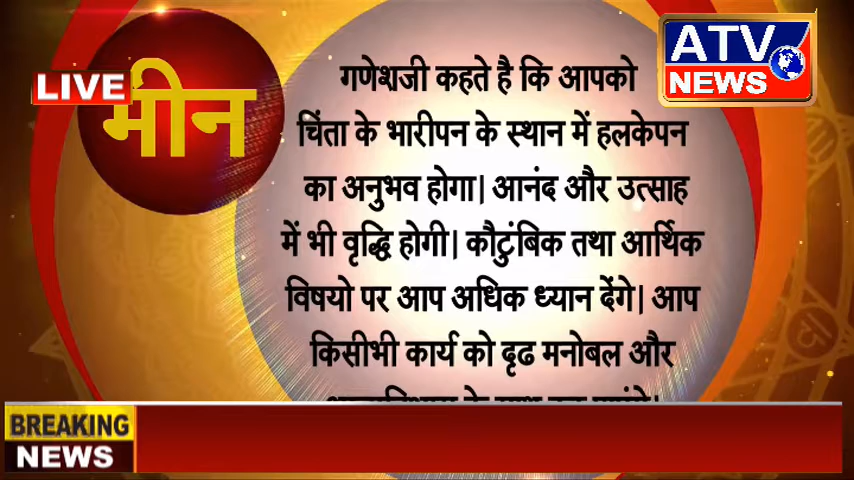 ATV
NEWS
LIVE
मीन
गणेशजी कहते है कि आपको
चिंता के भारीपन के स्थान में हलकेपन
का अनुभव होगा| आनंद और उत्साह
में भी वृद्धि होगी| कौटुंबिक तथा आर्थिक
विषयो पर आप अधिक ध्यान देंगे| आप
किसीभी कार्य को दृढ मनोबल और
BREAKING
NEWS